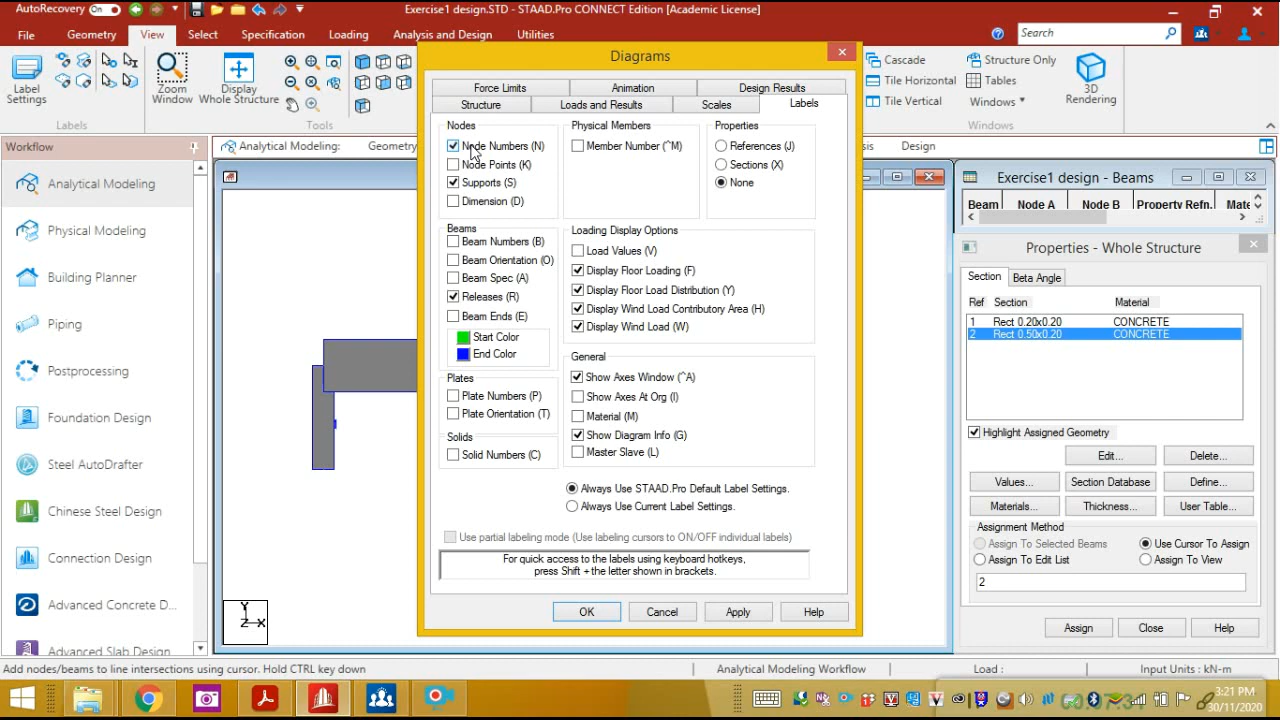 AutoRecovery On
Exercise1 design.STD - STAAD.Pro CONNECT Edition [Academic License]
File Geometry View Select Specification Loading Analysis and Design Utilities
Search
Label Settings
Labels
Zoom Window
Display Whole Structure
Tools
Cascade
Tile Horizontal
Tile Vertical
Structure Only
Tables
Windows
Windows
3D Rendering
Workflow
Analytical Modeling:
Design
Analytical Modeling
Physical Modeling
Building Planner
Piping
Postprocessing
Foundation Design
Steel AutoDrafter
Chinese Steel Design
Connection Design
Advanced Concrete D...
Advanced Slab Design
Y
Z X
Diagrams
Force Limits Animation Design Results
Structure Loads and Results Scales Labels
Nodes
Node Numbers (N)
Node Points (K)
Supports (S)
Dimension (D)
Beams
Beam Numbers (B)
Beam Orientation (O)
Beam Spec (A)
Releases (R)
Beam Ends (E)
Start Color
End Color
Plates
Plate Numbers (P)
Plate Orientation (T)
Solids
Solid Numbers (C)
Physical Members
Member Number (^M)
Properties
References (J)
Sections (X)
None
Loading Display Options
Load Values (V)
Display Floor Loading (F)
Display Floor Load Distribution (Y)
Display Wind Load Contributory Area (H)
Display Wind Load (W)
General
Show Axes Window (^A)
Show Axes At Org (I)
Material (M)
Show Diagram Info (G)
Master Slave (L)
Always Use STAAD.Pro Default Label Settings.
Always Use Current Label Settings.
Use partial labeling mode (Use labeling cursors to ON/OFF individual labels)
For quick access to the labels using keyboard hotkeys,
press Shift + the letter shown in brackets.
OK Cancel Apply Help
Exercise1 design - Beams
Beam Node A Node B Property Refn.
Properties - Whole Structure
Section Beta Angle
Ref Section Material
1 Rect 0.20x0.20 CONCRETE
2 Rect 0.50x0.20 CONCRETE
Highlight Assigned Geometry
Edit... Delete...
Values... Section Database Define...
Materials... Thickness... User Table...
Assignment Method
Assign To Selected Beams Use Cursor To Assign
Assign To Edit List Assign To View
2
Assign Close Help
Add nodes/beams to line intersections using cursor. Hold CTRL key down
Analytical Modeling Workflow
Load :
Input Units : kN-m
3:21 PM
30/11/2020